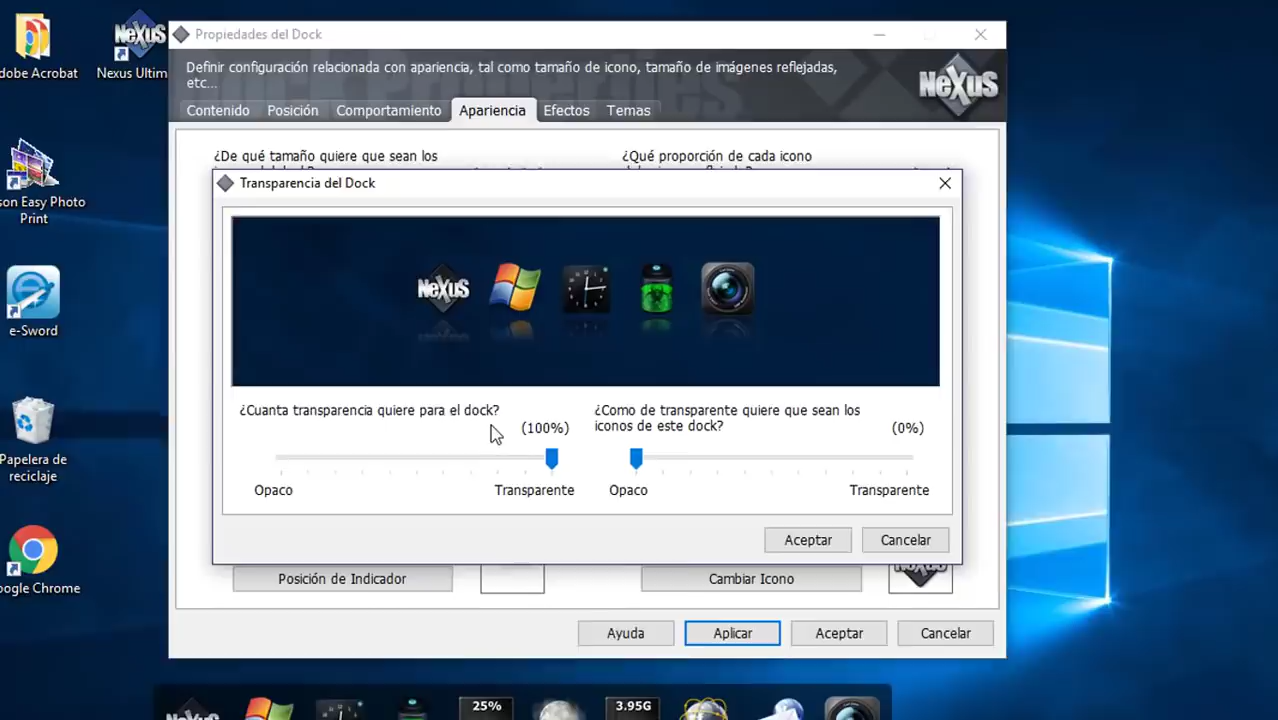 dobe Acrobat
NeXuS
Nexus Ultim
son Easy Photo
Print
e-Sword
Papelera de
reciclaje
oogle Chrome
Propiedades del Dock
Definir configuración relacionada con apariencia, tal como tamaño de icono, tamaño de imágenes reflejadas,
etc...
NeXuS
Contenido Posición Comportamiento Apariencia Efectos Temas
¿De qué tamaño quiere que sean los
¿Qué proporción de cada icono
Transparencia del Dock
NeXuS
¿Cuanta transparencia quiere para el dock?
(100%)
Opaco Transparente
¿Como de transparente quiere que sean los
iconos de este dock?
(0%)
Opaco Transparente
Aceptar Cancelar
Posición de Indicador Cambiar Icono
Ayuda Aplicar Aceptar Cancelar
NeXuS
25%
3.95G